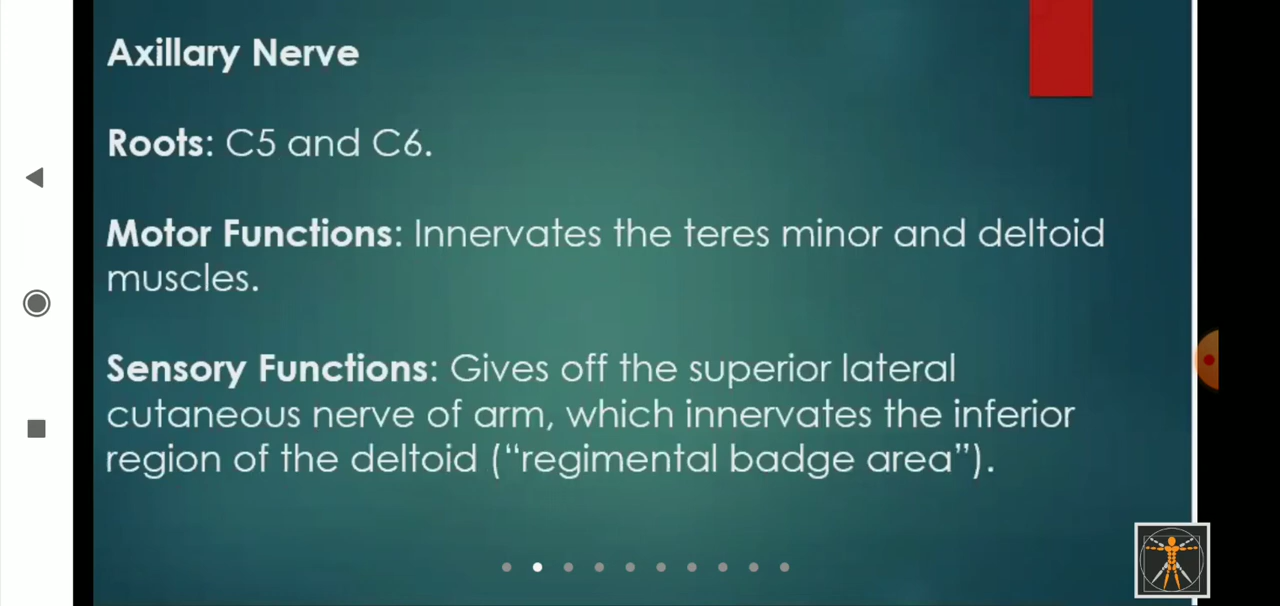 Axillary Nerve
Roots: C5 and C6.
Motor Functions: Innervates the teres minor and deltoid
muscles.
Sensory Functions: Gives off the superior lateral
cutaneous nerve of arm, which innervates the inferior
region of the deltoid (“regimental badge area”).